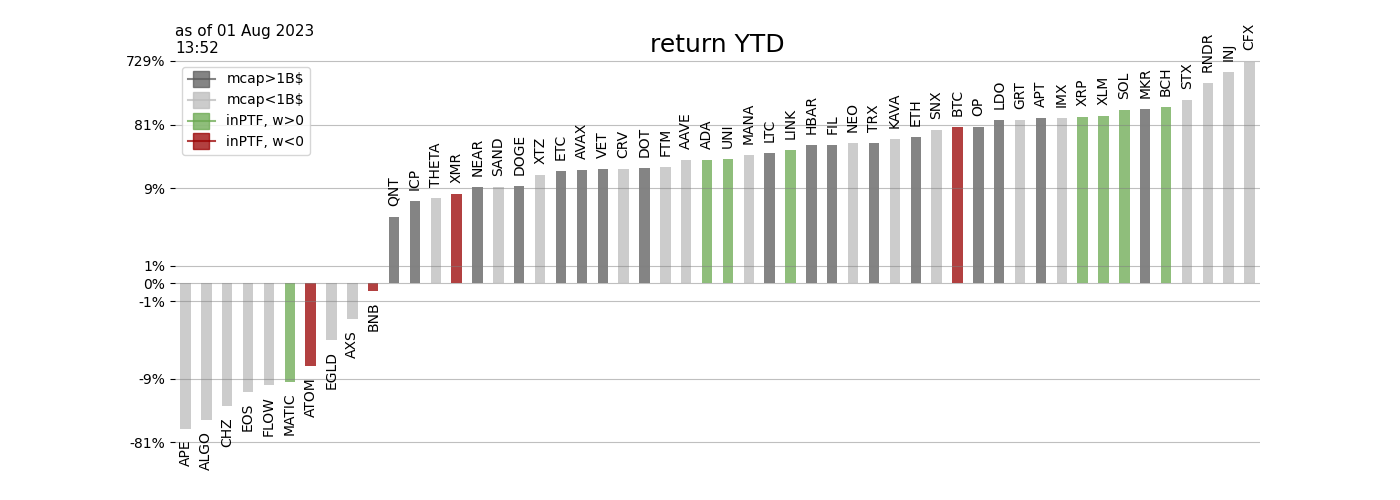 as of 01 Aug 2023
13:52
return YTD
mcap>1B$
mcap<1B$
inPTF, w>0
inPTF, w<0
729%
81%
9%
1%
0%
-1%
-9%
-81%
APE
ALGO
CHZ
EOS
FLOW
MATIC
ATOM
EGLD
AXS
BNB
QNT
ICP
THETA
XMR
NEAR
SAND
DOGE
XTZ
ETC
AVAX
VET
CRV
DOT
FTM
AAVE
ADA
UNI
MANA
LTC
LINK
HBAR
FIL
NEO
TRX
KAVA
ETH
SNX
BTC
OP
LDO
GRT
APT
IMX
XRP
XLM
SOL
MKR
BCH
STX
RNDR
INJ
CFX